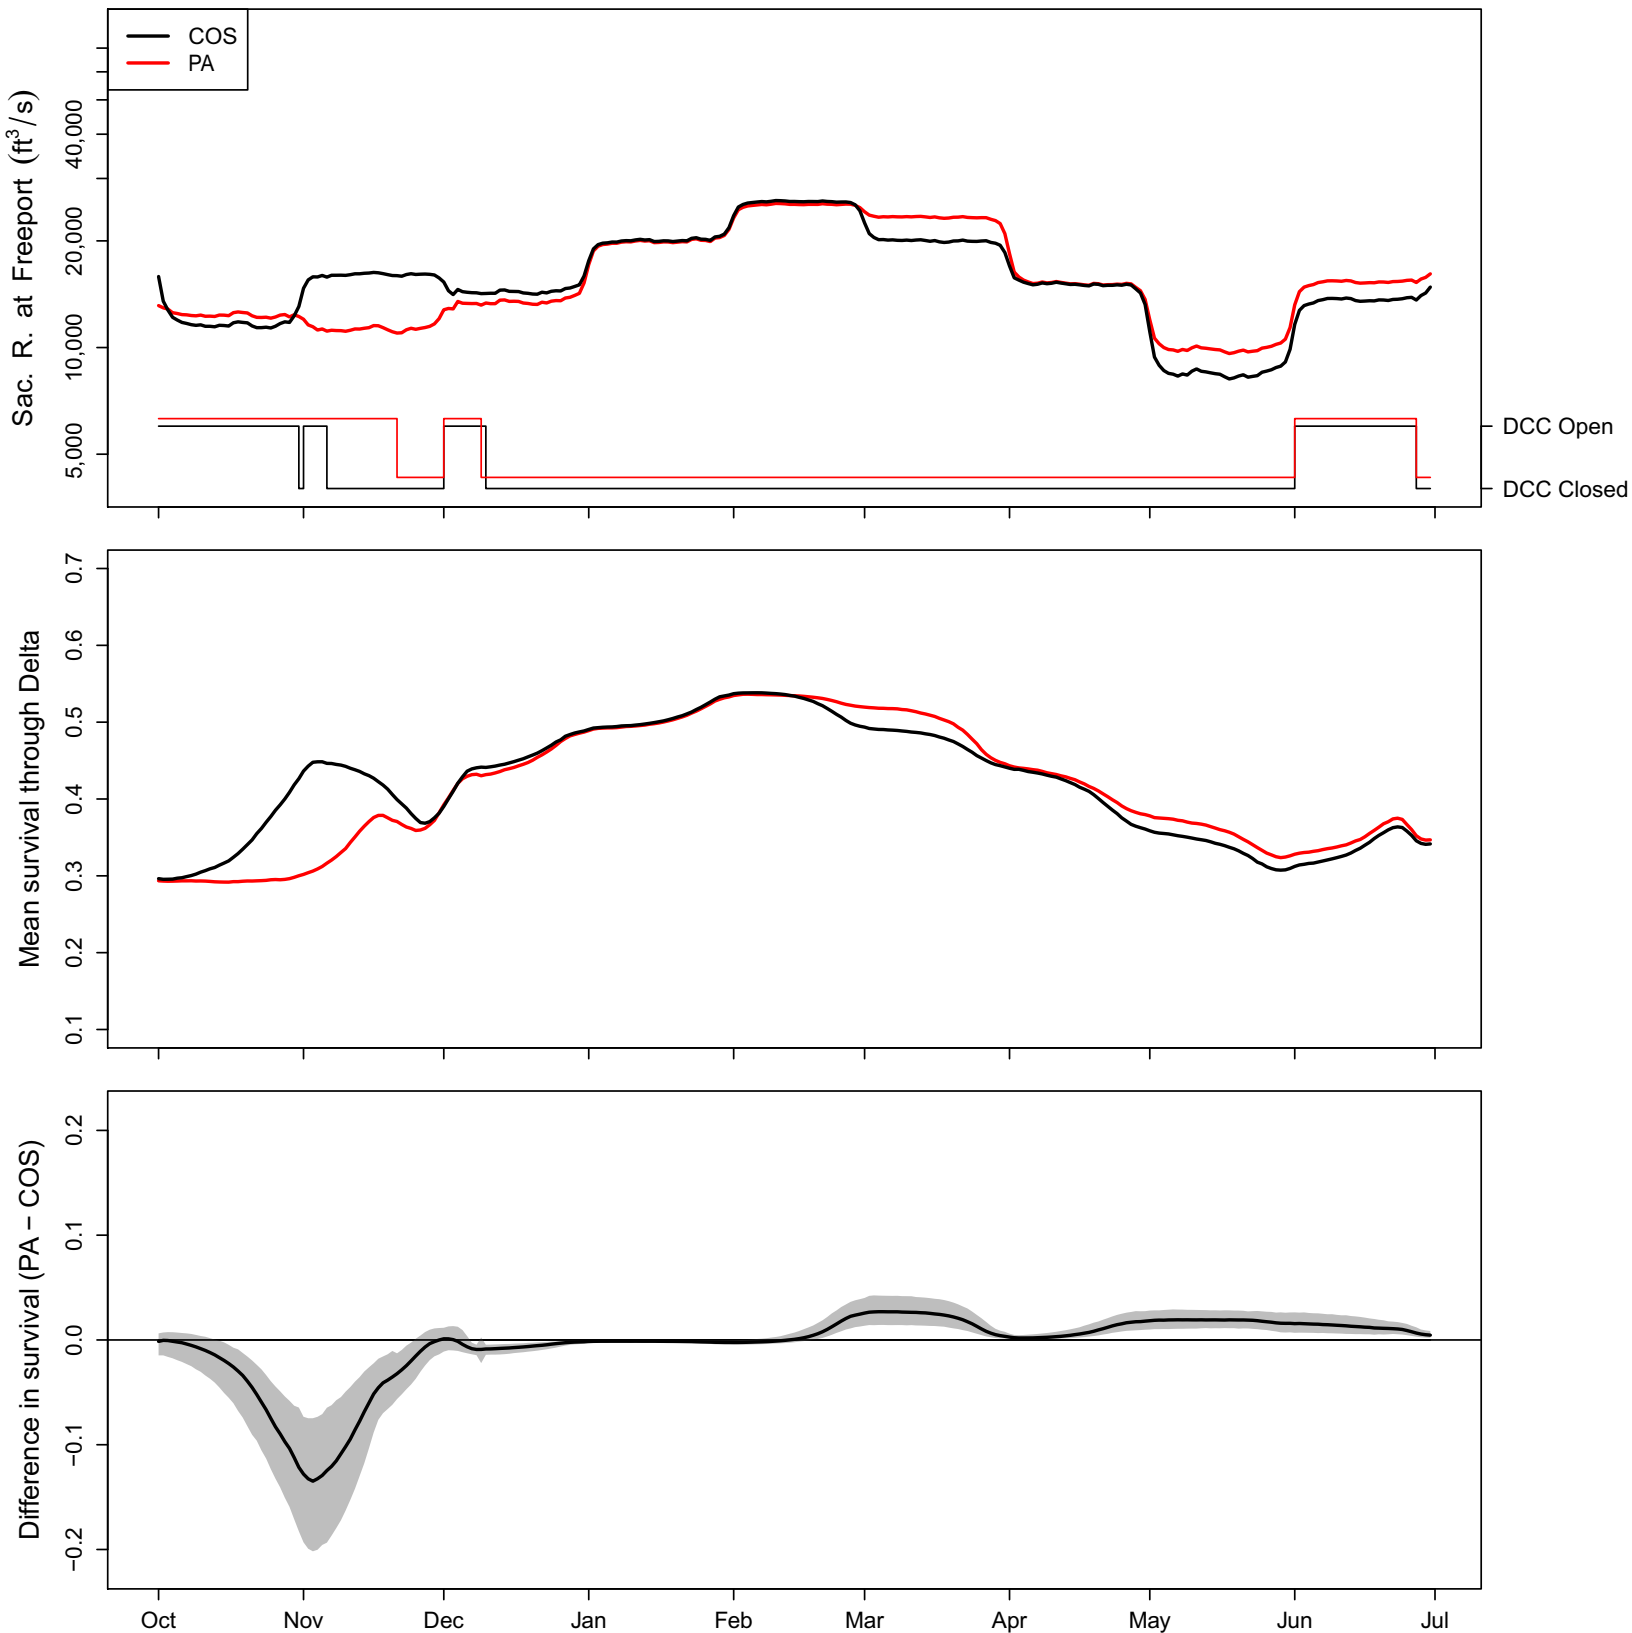 COS
PA
Sac. R. at Freeport (ft³/s)
40,000
20,000
10,000
5,000
DCC Open
DCC Closed
Mean survival through Delta
0.7
0.6
0.5
0.4
0.3
0.2
0.1
Difference in survival (PA − COS)
0.2
0.1
0.0
−0.1
−0.2
Oct Nov Dec Jan Feb Mar Apr May Jun Jul